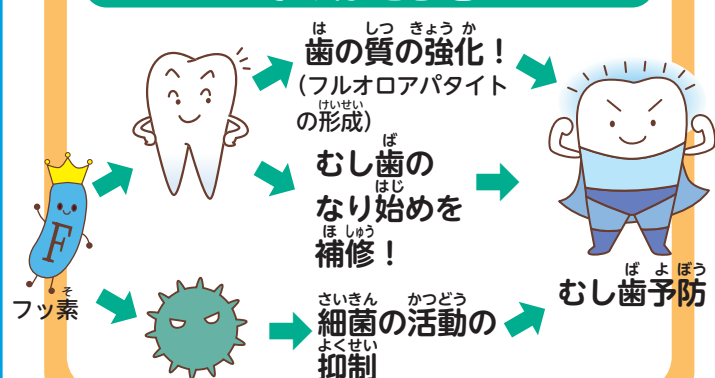 歯の質の強化！
(フルオロアパタイト
の形成)
むし歯の
なり始めを
補修！
F
フッ素
細菌の活動の
抑制
むし歯予防